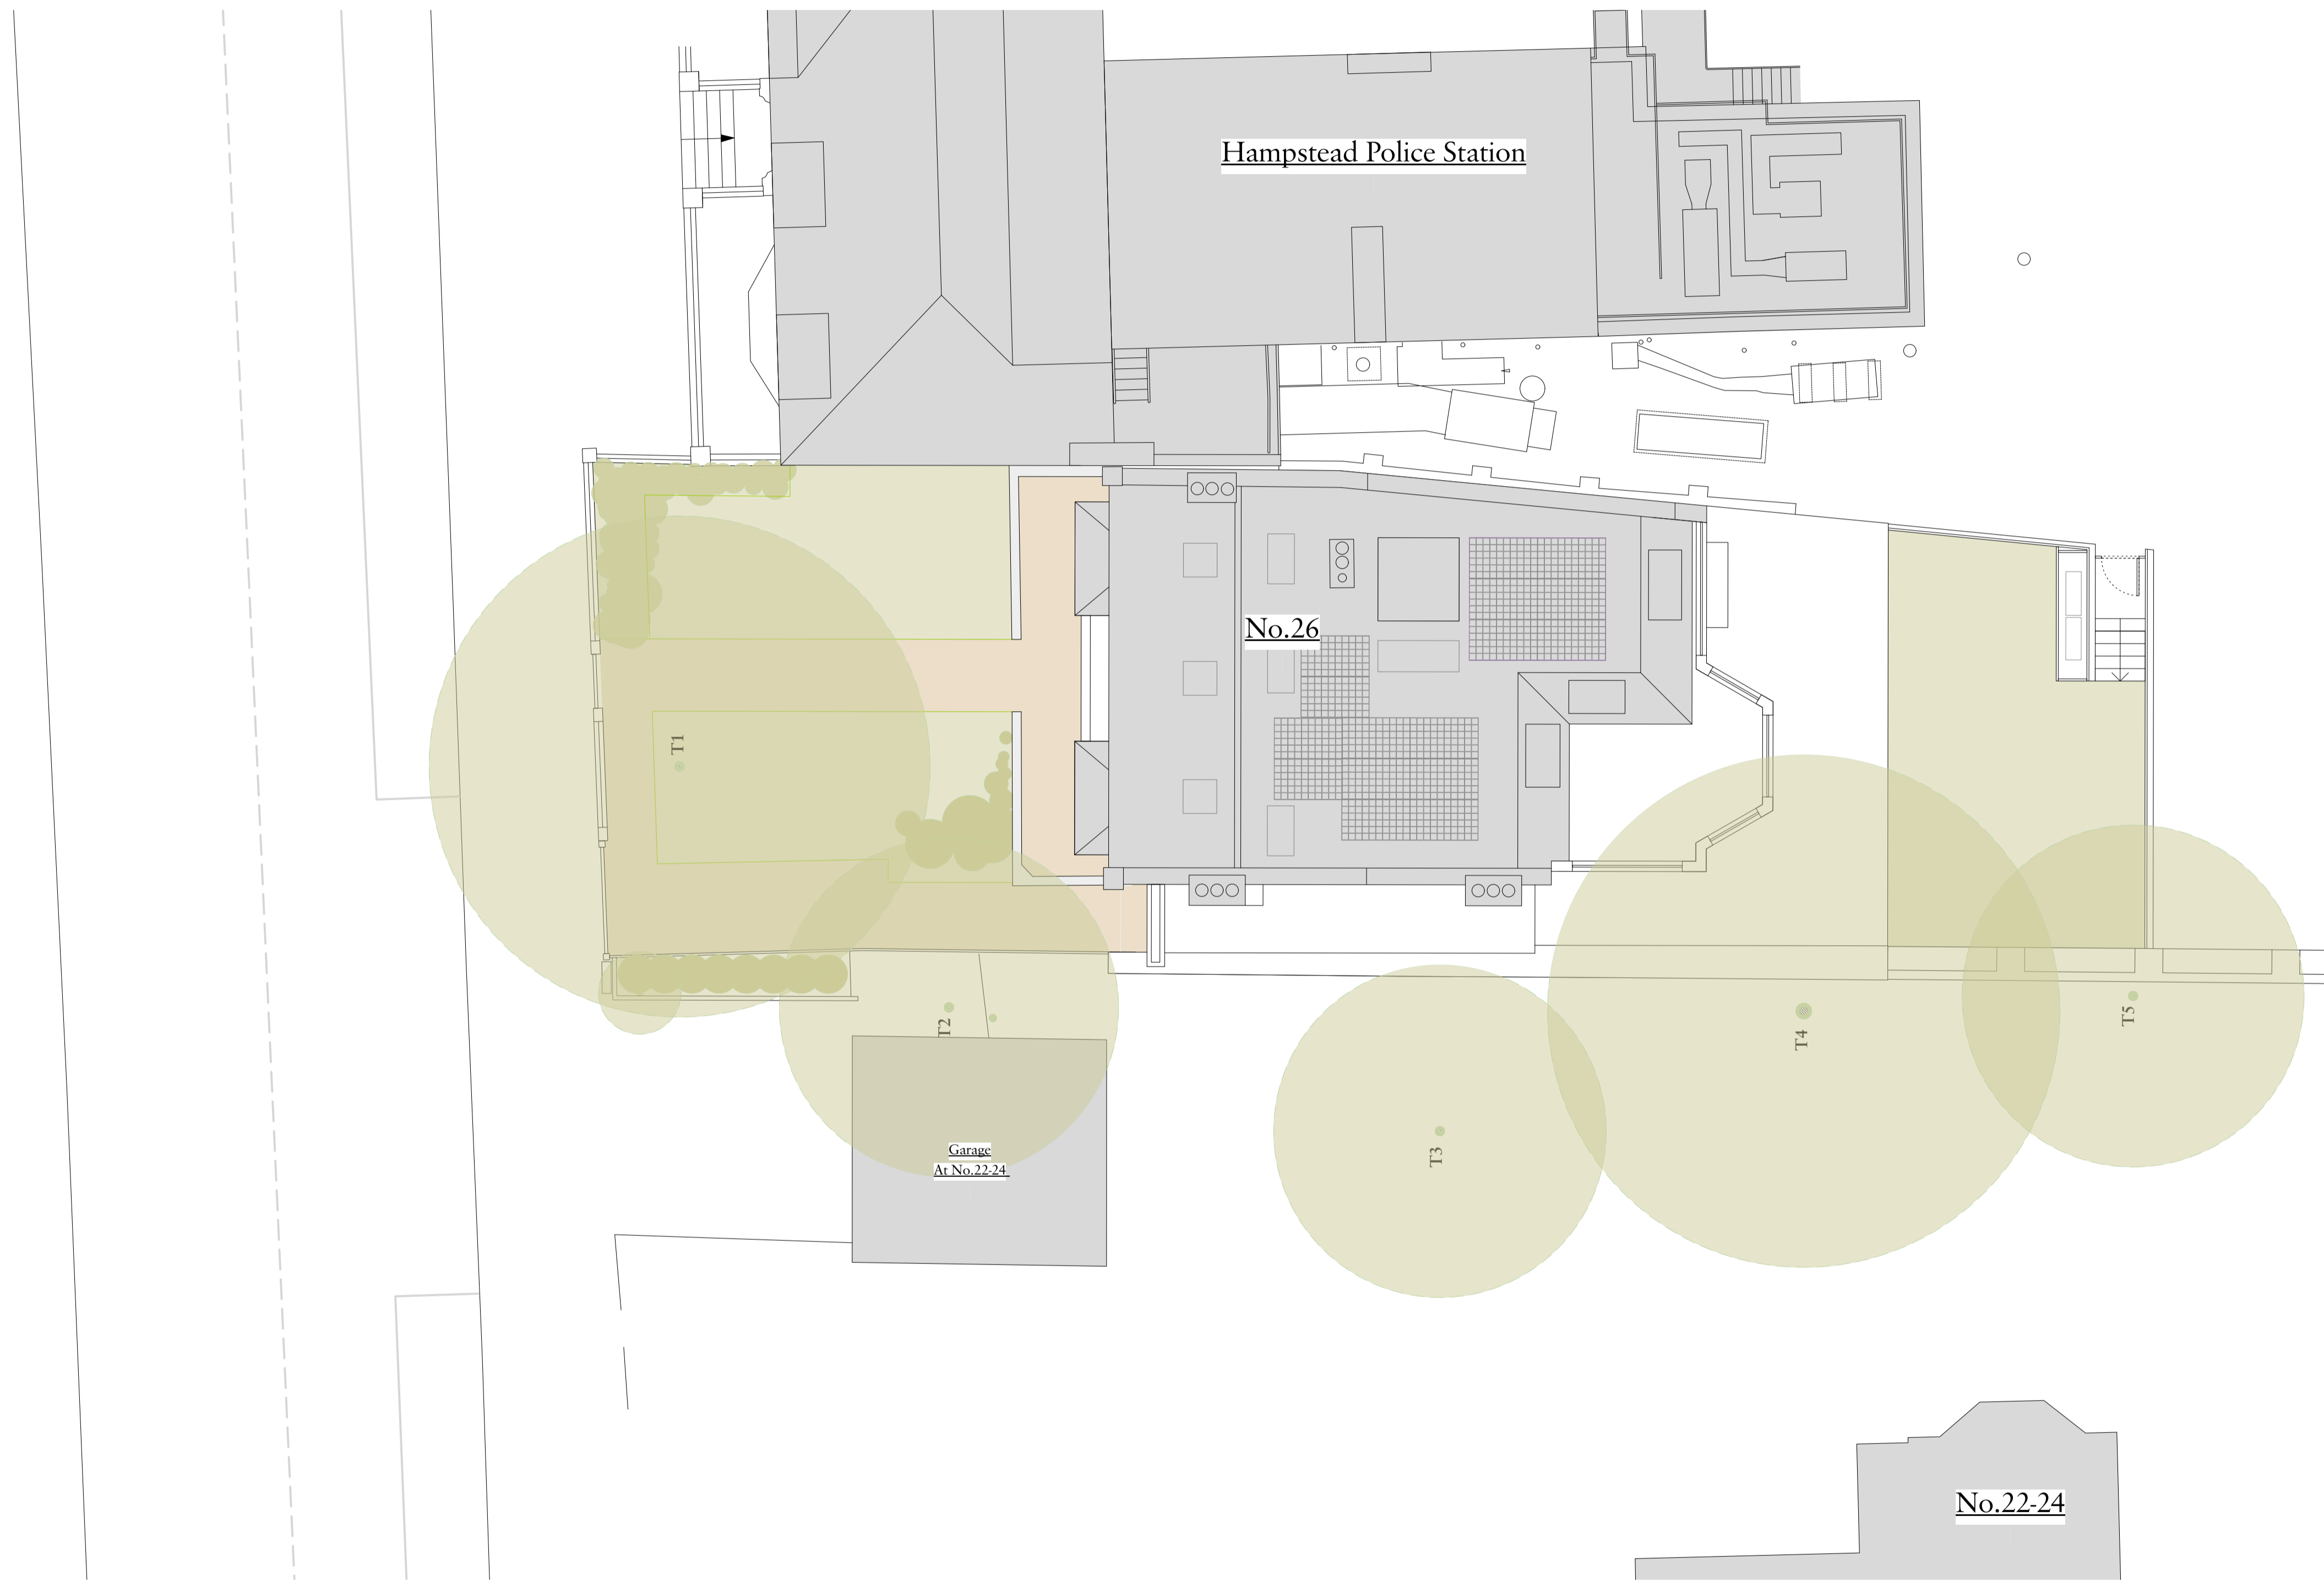 Hampstead Police Station
No.26
T1
T2
T3
T4
T5
Garage
At No.22-24
No.22-24